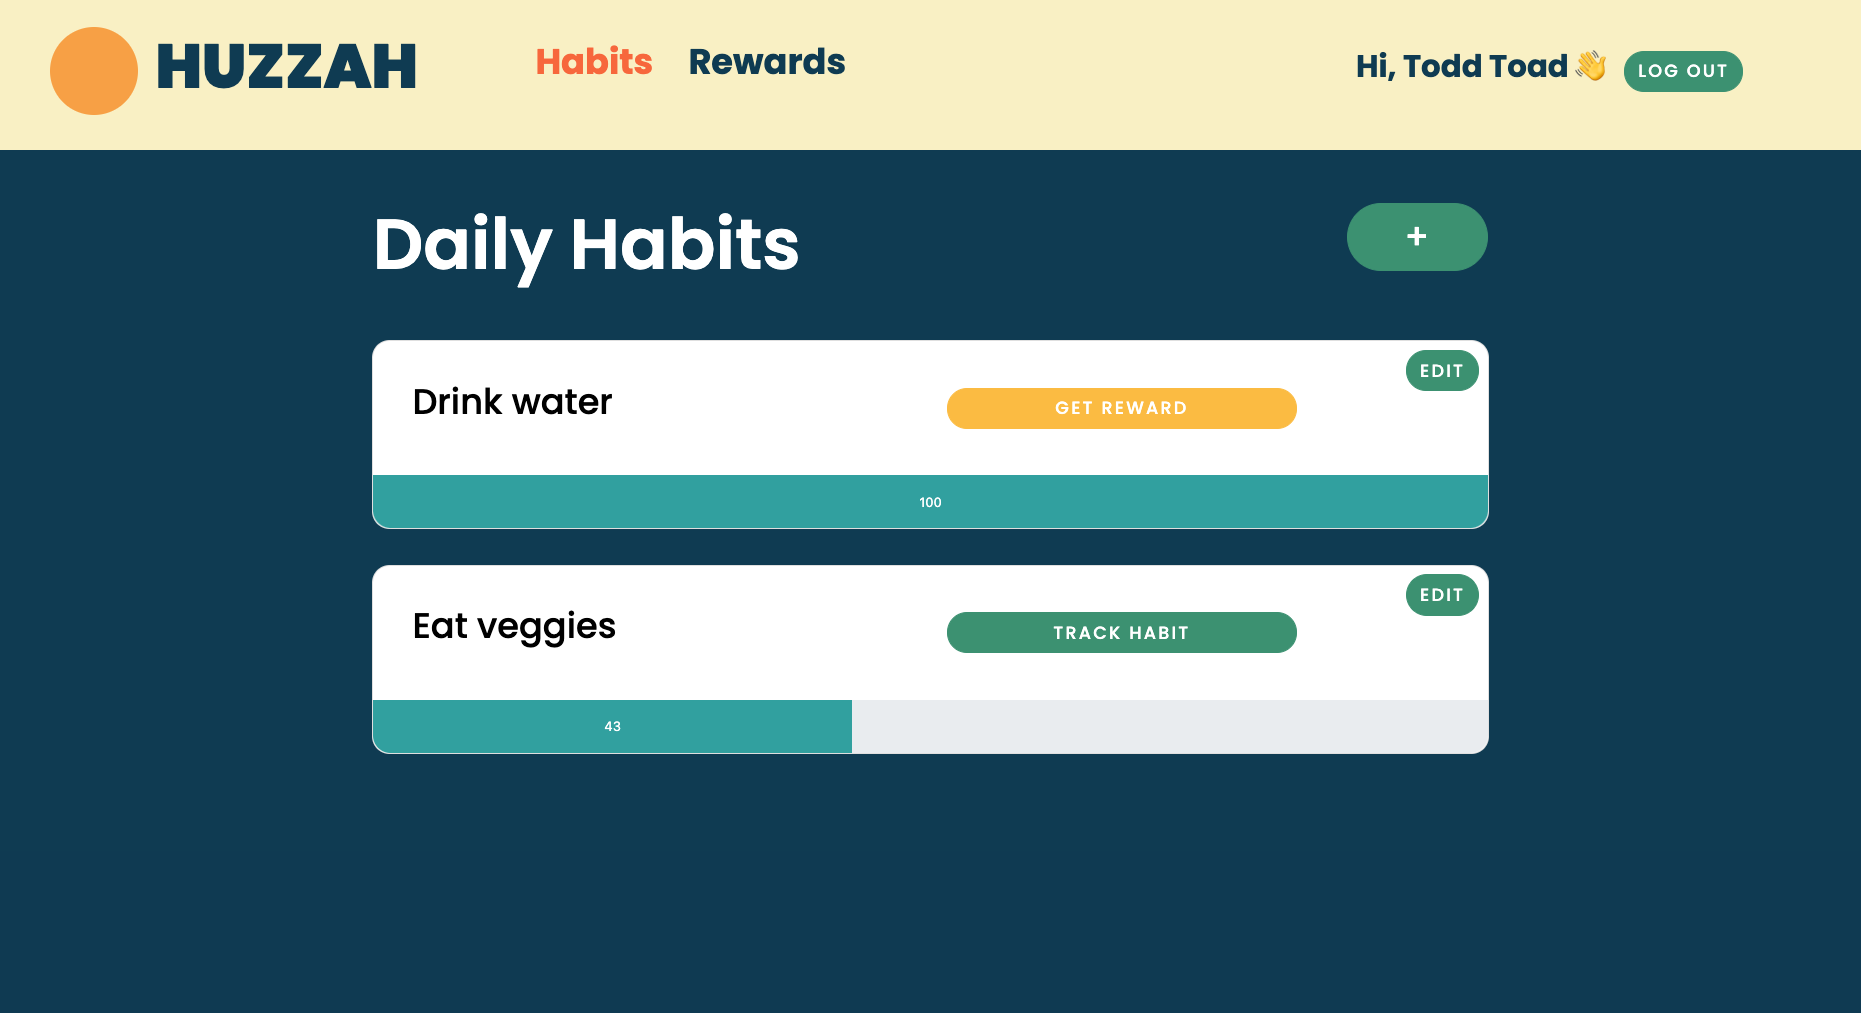 HUZZAH
Habits Rewards
Hi, Todd Toad 👋
LOG OUT
Daily Habits
+
Drink water
GET REWARD
EDIT
100
Eat veggies
TRACK HABIT
EDIT
43